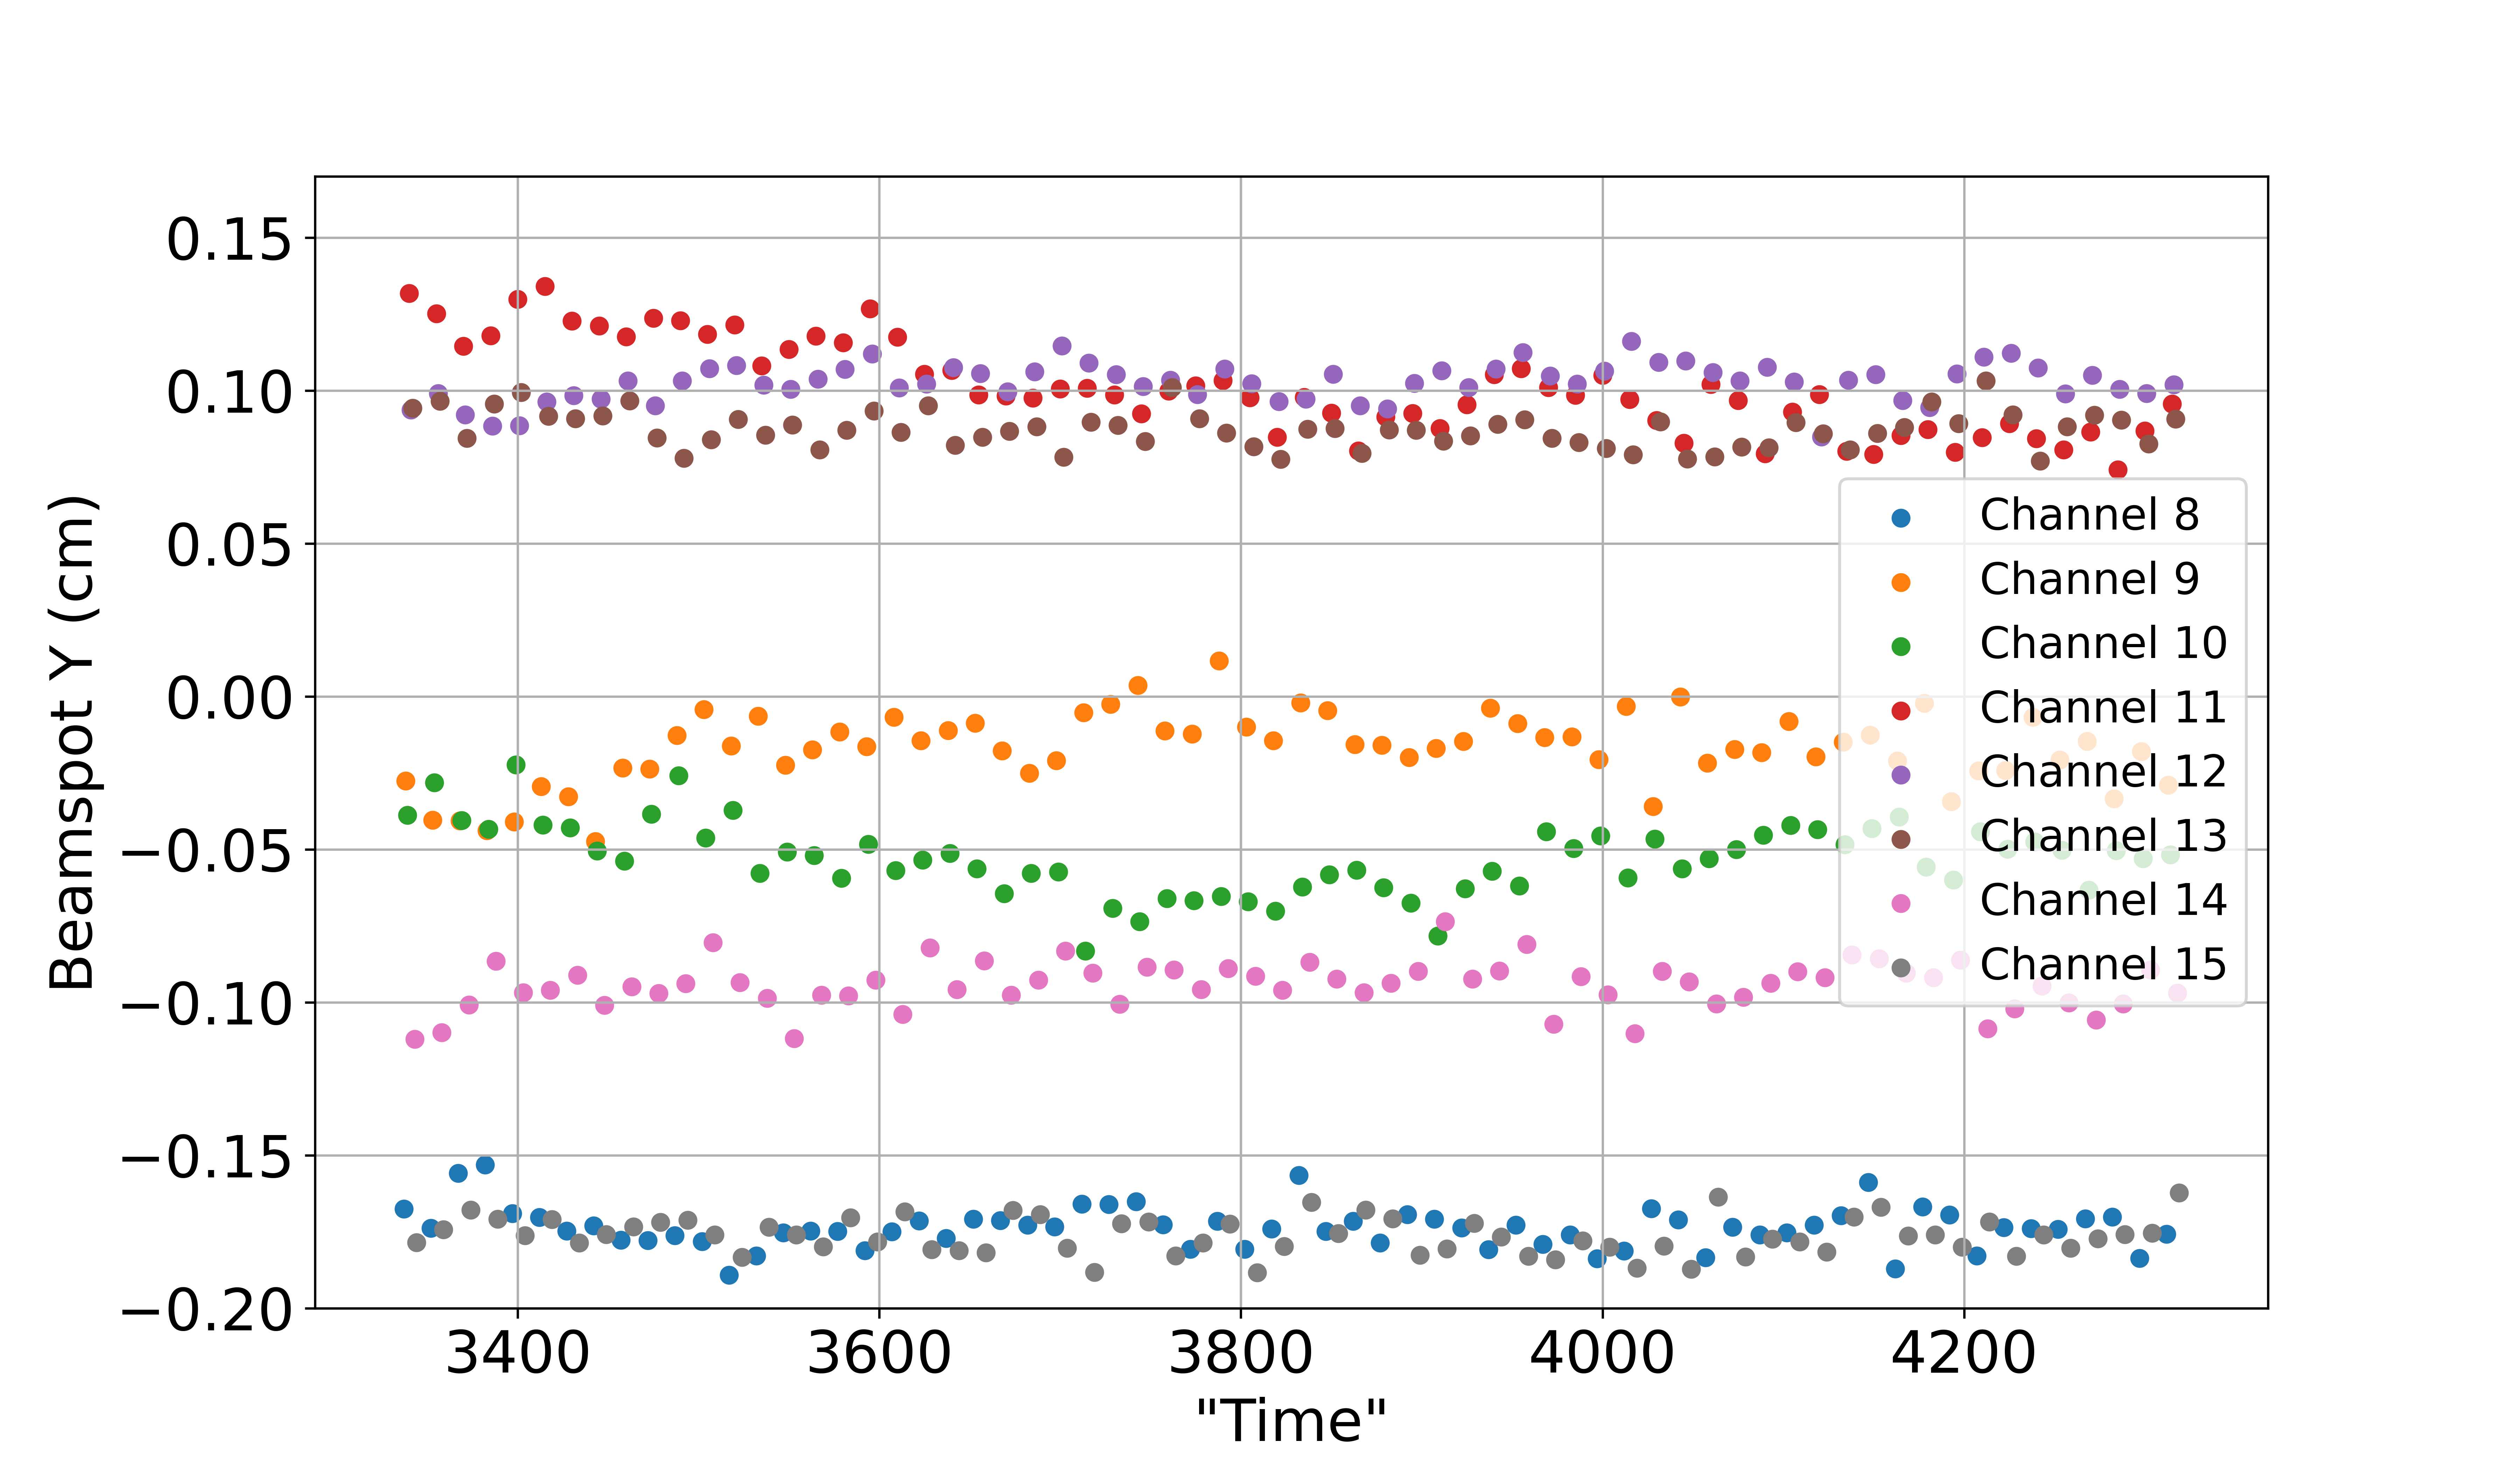 0.15
0.10
0.05
0.00
−0.05
−0.10
−0.15
−0.20
Beamspot Y (cm)
Channel 8
Channel 9
Channel 10
Channel 11
Channel 12
Channel 13
Channel 14
Channel 15
3400 3600 3800 4000 4200
"Time"